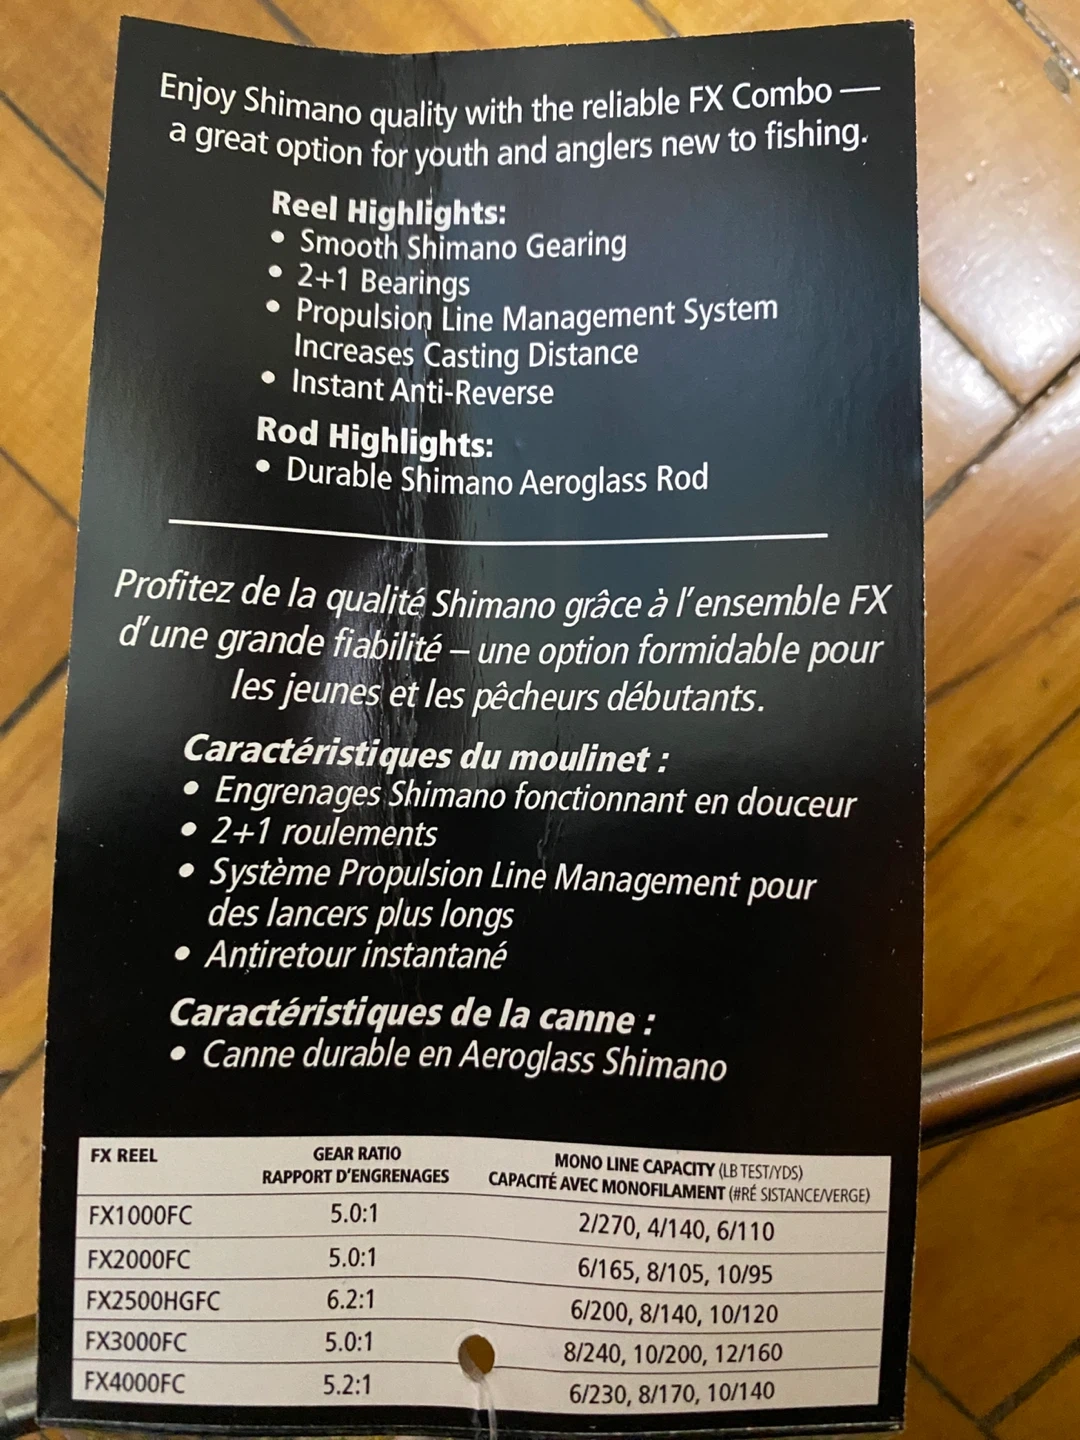 Enjoy Shimano quality with the reliable FX Combo —
a great option for youth and anglers new to fishing.
Reel Highlights:
• Smooth Shimano Gearing
• 2+1 Bearings
• Propulsion Line Management System
Increases Casting Distance
• Instant Anti-Reverse
Rod Highlights:
• Durable Shimano Aeroglass Rod
Profitez de la qualité Shimano grâce à l'ensemble FX
d'une grande fiabilité – une option formidable pour
les jeunes et les pêcheurs débutants.
Caractéristiques du moulinet :
• Engrenages Shimano fonctionnant en douceur
• 2+1 roulements
• Système Propulsion Line Management pour
des lancers plus longs
• Antiretour instantané
Caractéristiques de la canne :
• Canne durable en Aeroglass Shimano
FX REEL GEAR RATIO MONO LINE CAPACITY (LB TEST/YDS)
RAPPORT D'ENGRENAGES CAPACITÉ AVEC MONOFILAMENT (#RÉ SISTANCE/VERGE)
FX1000FC 5.0:1 2/270, 4/140, 6/110
FX2000FC 5.0:1 6/165, 8/105, 10/95
FX2500HGFC 6.2:1 6/200, 8/140, 10/120
FX3000FC 5.0:1 8/240, 10/200, 12/160
FX4000FC 5.2:1 6/230, 8/170, 10/140